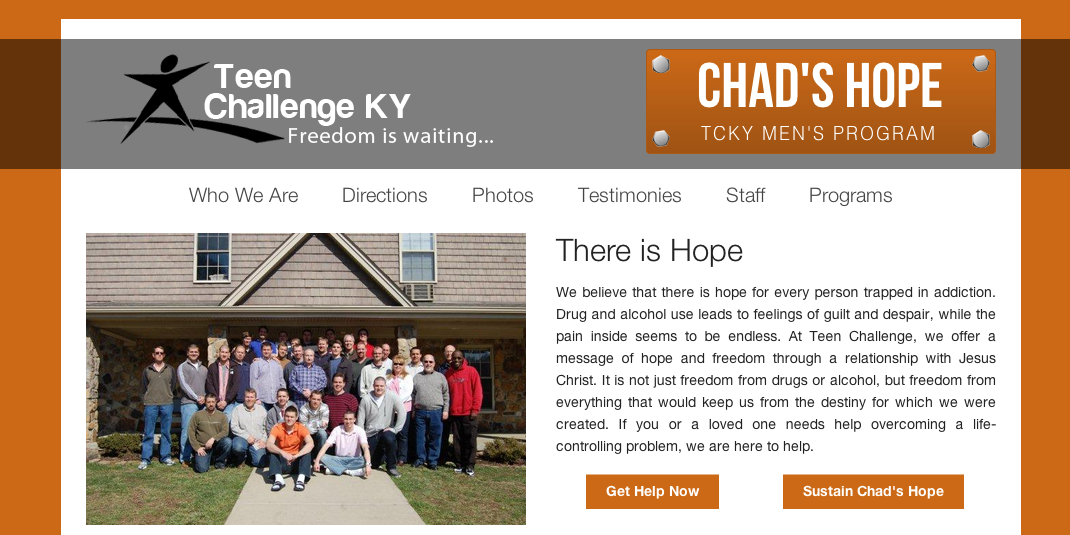 Teen
Challenge KY
Freedom is waiting...
CHAD'S HOPE
TCKY MEN'S PROGRAM
Who We Are Directions Photos Testimonies Staff Programs
There is Hope
We believe that there is hope for every person trapped in addiction.
Drug and alcohol use leads to feelings of guilt and despair, while the
pain inside seems to be endless. At Teen Challenge, we offer a
message of hope and freedom through a relationship with Jesus
Christ. It is not just freedom from drugs or alcohol, but freedom from
everything that would keep us from the destiny for which we were
created. If you or a loved one needs help overcoming a life-
controlling problem, we are here to help.
Get Help Now
Sustain Chad's Hope